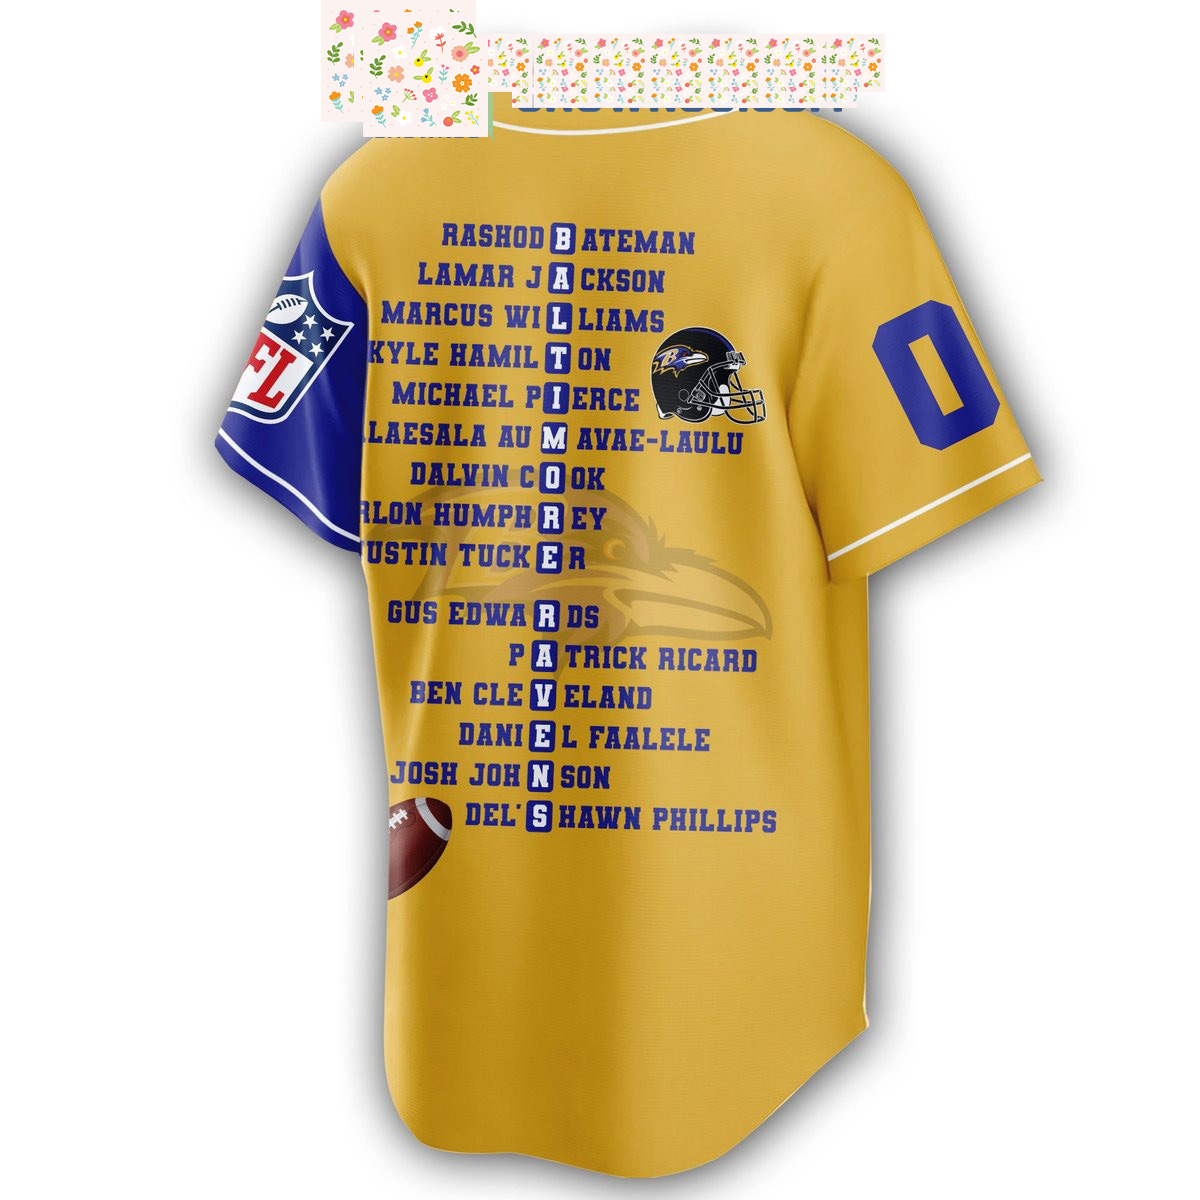 RASHOD BATEMAN
LAMAR JACKSON
MARCUS WILLIAMS
KYLE HAMILTON
MICHAEL PIERCE
LAESALA AUMAVAE-LAULU
DALVIN COOK
RLON HUMPHREY
USTIN TUCKER
GUS EDWARDS
PATRICK RICARD
BEN CLEVELAND
DANIEL FAALELE
JOSH JOHNSON
DEL'SHAWN PHILLIPS
FL
0
B